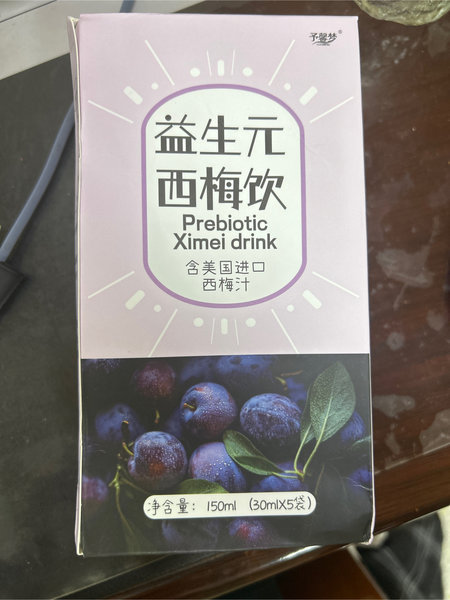 予馨梦®
益生元
西梅饮
Prebiotic
Ximei drink
含美国进口
西梅汁
净含量： 150ml （30mlX5袋）